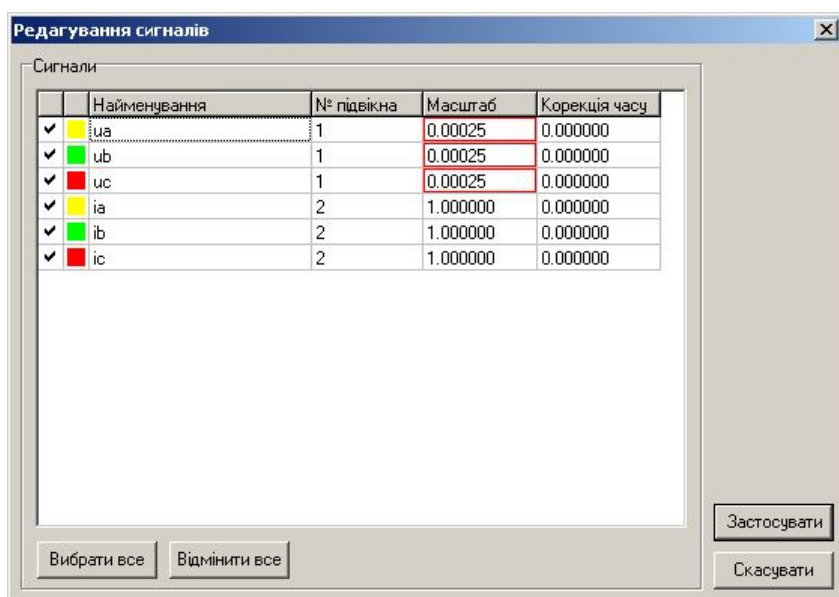 Редагування сигналів
Сигнали
Найменування № підвікна Масштаб Корекція часу
ua 1 0.00025 0.000000
ub 1 0.00025 0.000000
uc 1 0.00025 0.000000
ia 2 1.000000 0.000000
ib 2 1.000000 0.000000
ic 2 1.000000 0.000000
Застосувати
Вибрати все Відмінити все
Скасувати